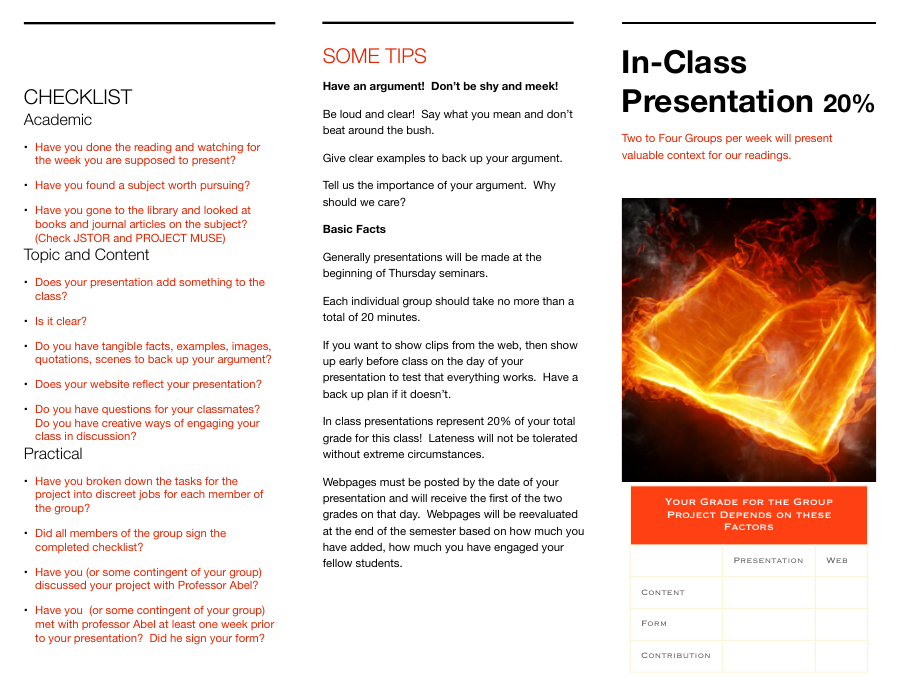 CHECKLIST
Academic
• Have you done the reading and watching for
the week you are supposed to present?
• Have you found a subject worth pursuing?
• Have you gone to the library and looked at
books and journal articles on the subject?
(Check JSTOR and PROJECT MUSE)
Topic and Content
• Does your presentation add something to the
class?
• Is it clear?
• Do you have tangible facts, examples, images,
quotations, scenes to back up your argument?
• Does your website reflect your presentation?
• Do you have questions for your classmates?
Do you have creative ways of engaging your
class in discussion?
Practical
• Have you broken down the tasks for the
project into discreet jobs for each member of
the group?
• Did all members of the group sign the
completed checklist?
• Have you (or some contingent of your group)
discussed your project with Professor Abel?
• Have you  (or some contingent of your group)
met with professor Abel at least one week prior
to your presentation?  Did he sign your form?
SOME TIPS
Have an argument!  Don't be shy and meek!
Be loud and clear!  Say what you mean and don't
beat around the bush.
Give clear examples to back up your argument.
Tell us the importance of your argument.  Why
should we care?
Basic Facts
Generally presentations will be made at the
beginning of Thursday seminars.
Each individual group should take no more than a
total of 20 minutes.
If you want to show clips from the web, then show
up early before class on the day of your
presentation to test that everything works.  Have a
back up plan if it doesn't.
In class presentations represent 20% of your total
grade for this class!  Lateness will not be tolerated
without extreme circumstances.
Webpages must be posted by the date of your
presentation and will receive the first of the two
grades on that day.  Webpages will be reevaluated
at the end of the semester based on how much you
have added, how much you have engaged your
fellow students.
In-Class
Presentation 20%
Two to Four Groups per week will present
valuable context for our readings.
Your Grade for the Group
Project Depends on these
Factors
Presentation Web
Content
Form
Contribution